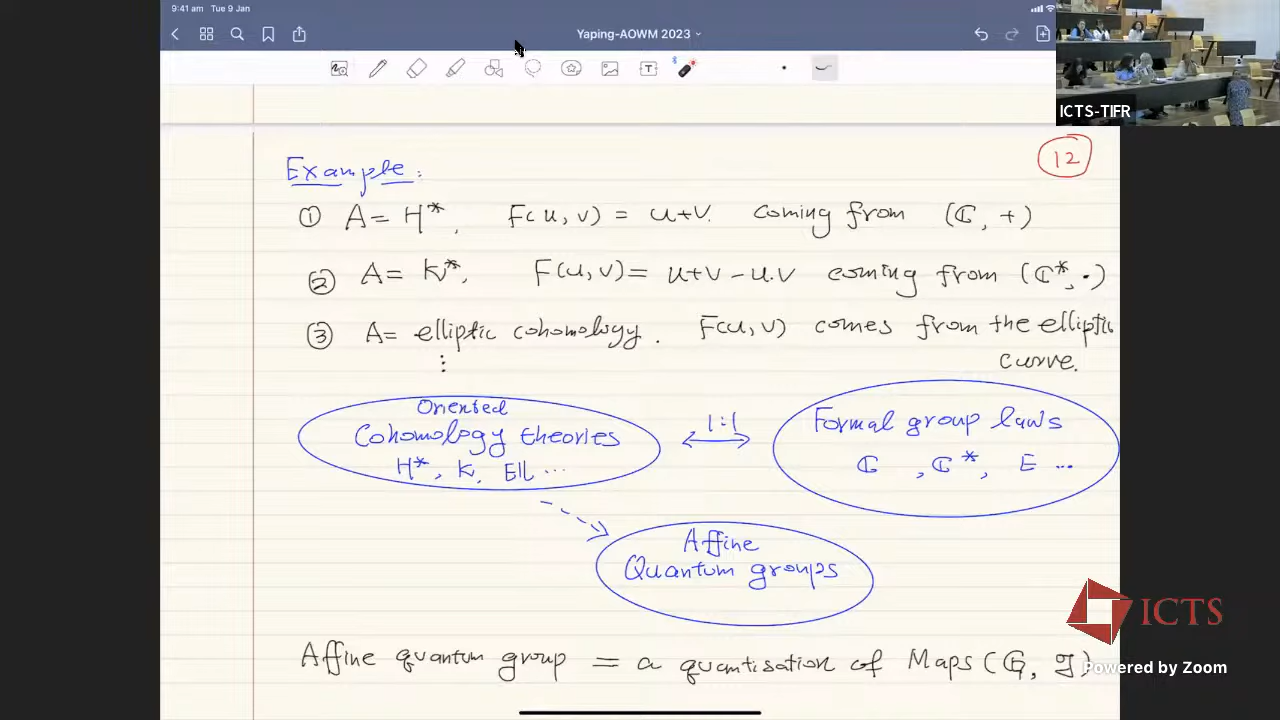 9:41 am Tue 9 Jan
Yaping-AOWM 2023
ICTS-TIFR
12
Example:
① A = H*, F(u, v) = u+v. coming from (ℂ, +)
② A = K*, F(u, v) = u+v - u.v coming from (ℂ*, ·)
③ A = elliptic cohomology. F(u, v) comes from the elliptic
⋮ curve.
Oriented
Cohomology theories
H*, K, Ell ...
1:1
Formal group laws
ℂ, ℂ*, E ...
Affine
Quantum groups
ICTS
Affine quantum group = a quantisation of Maps (𝔾, 𝔤)
Powered by Zoom